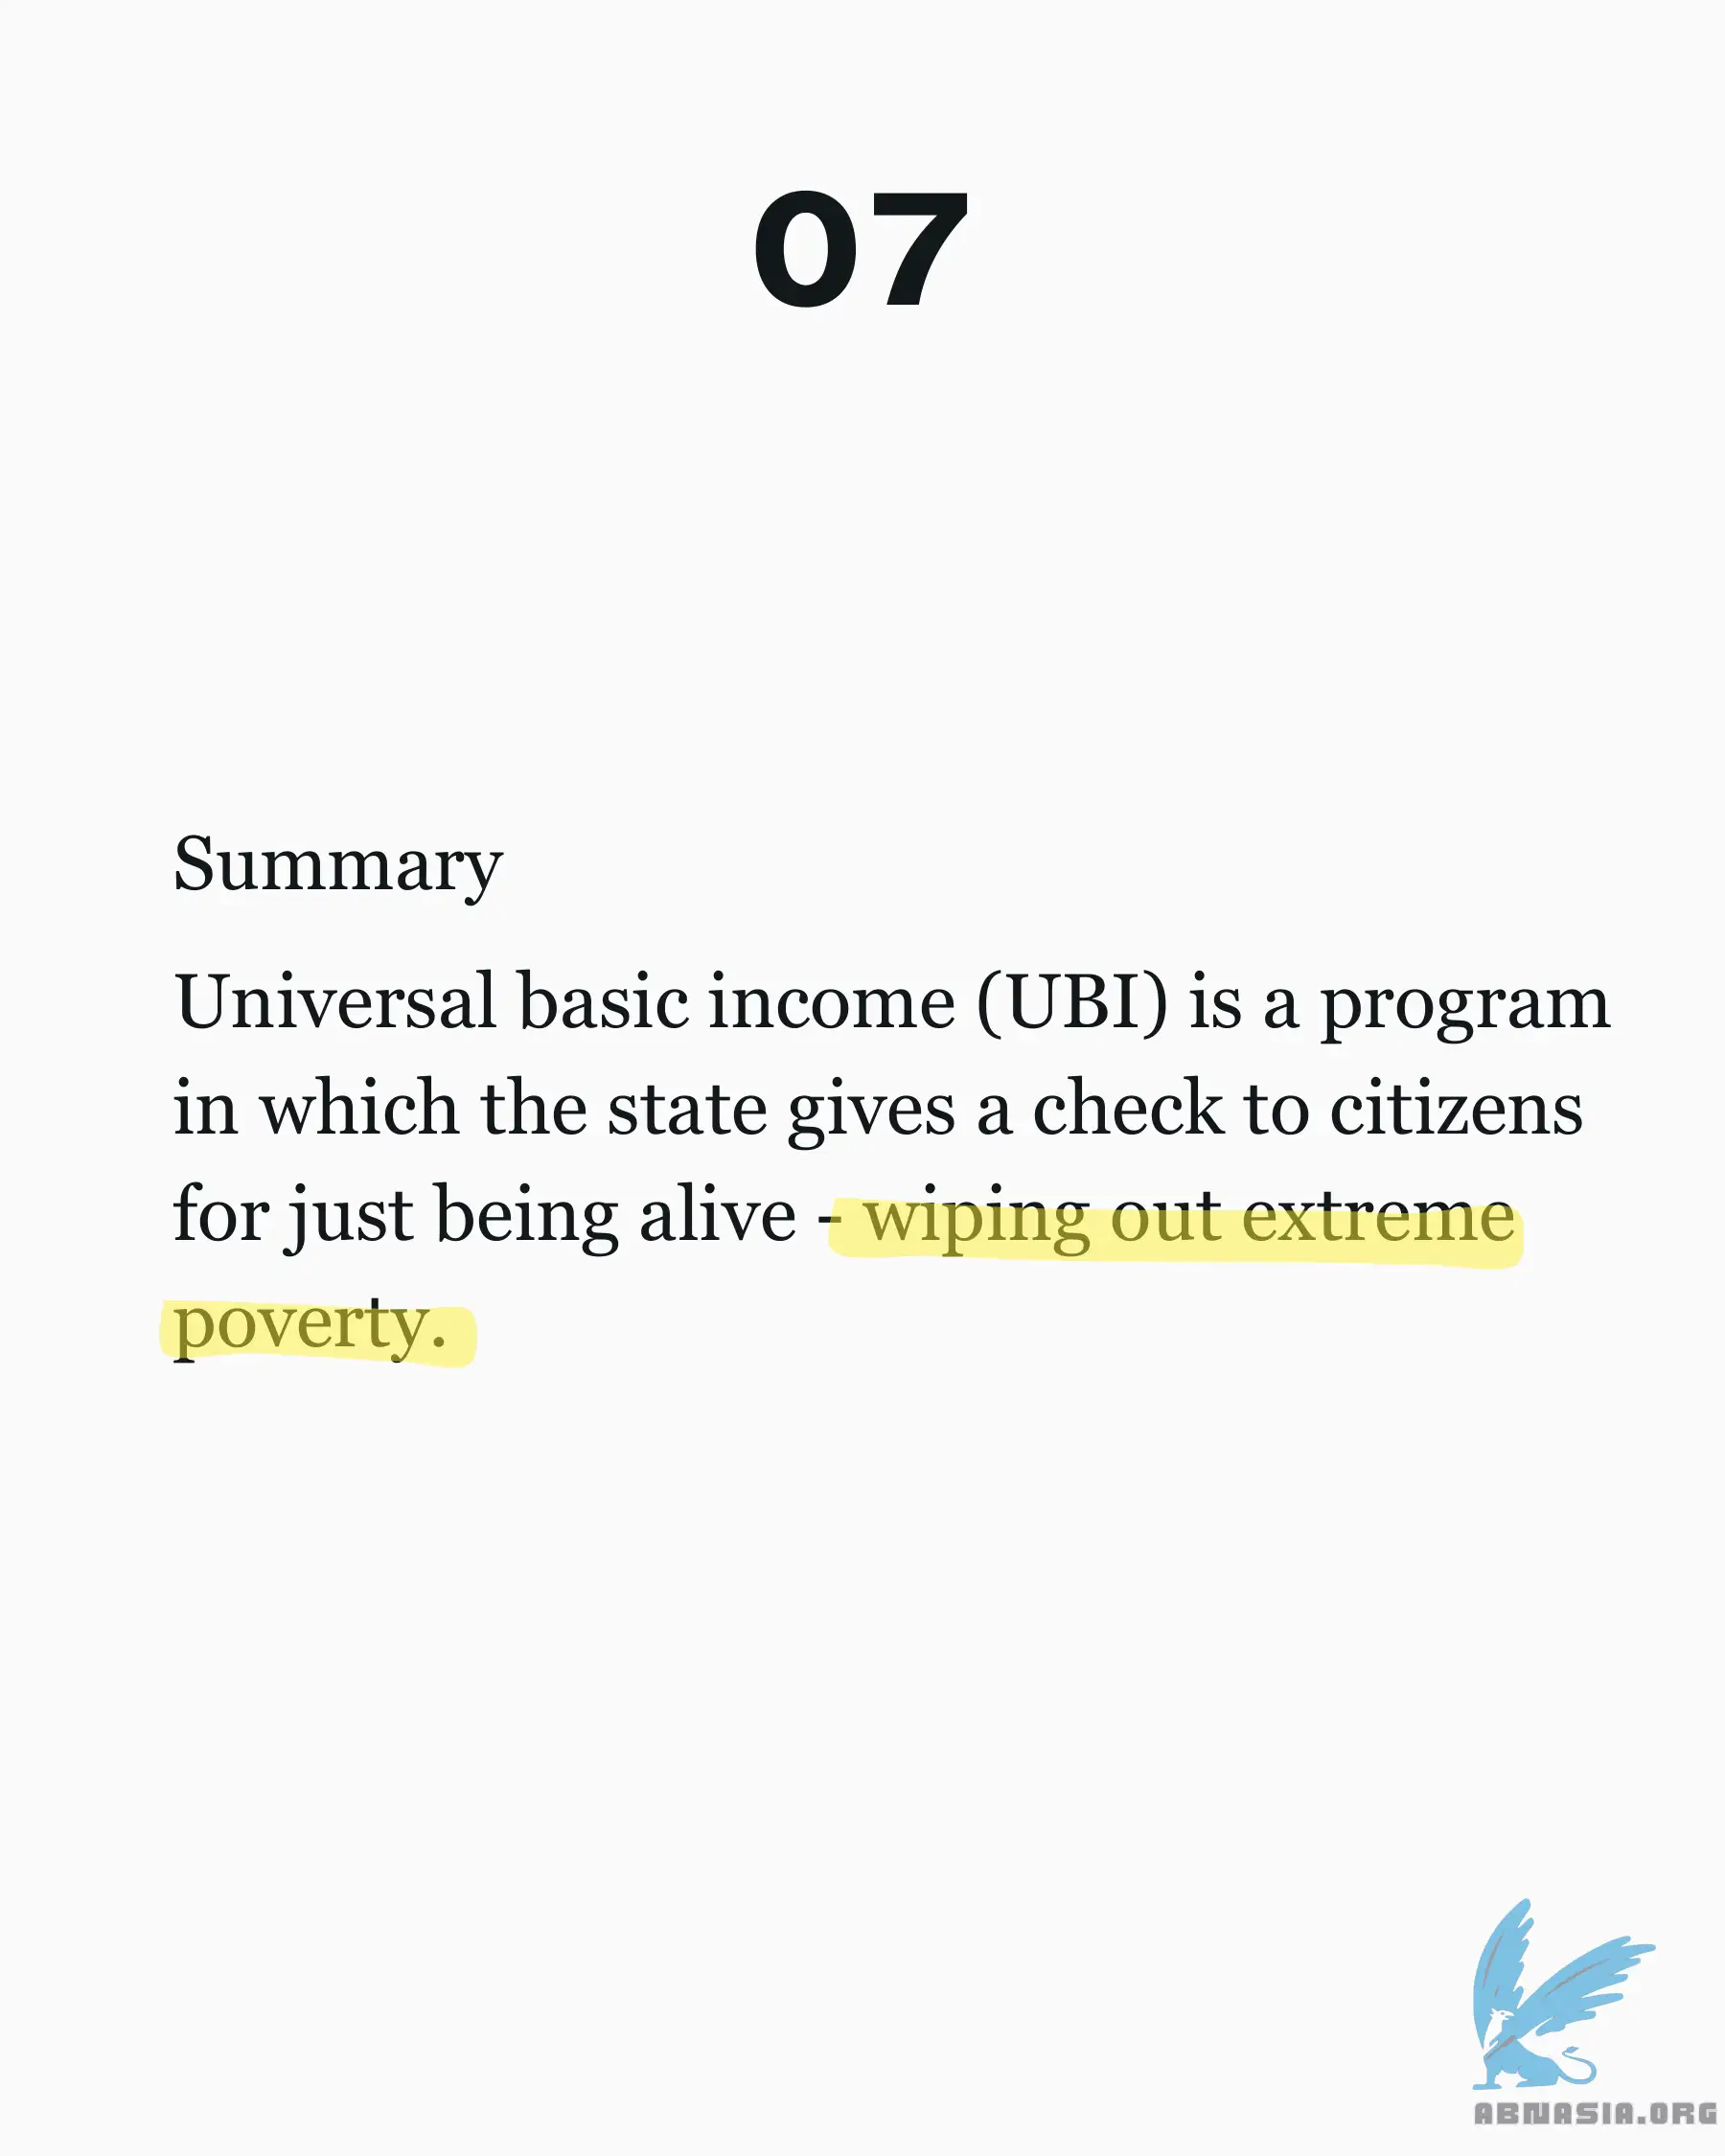 07
Summary
Universal basic income (UBI) is a program
in which the state gives a check to citizens
for just being alive - wiping out extreme
poverty.
ABNASIA.ORG